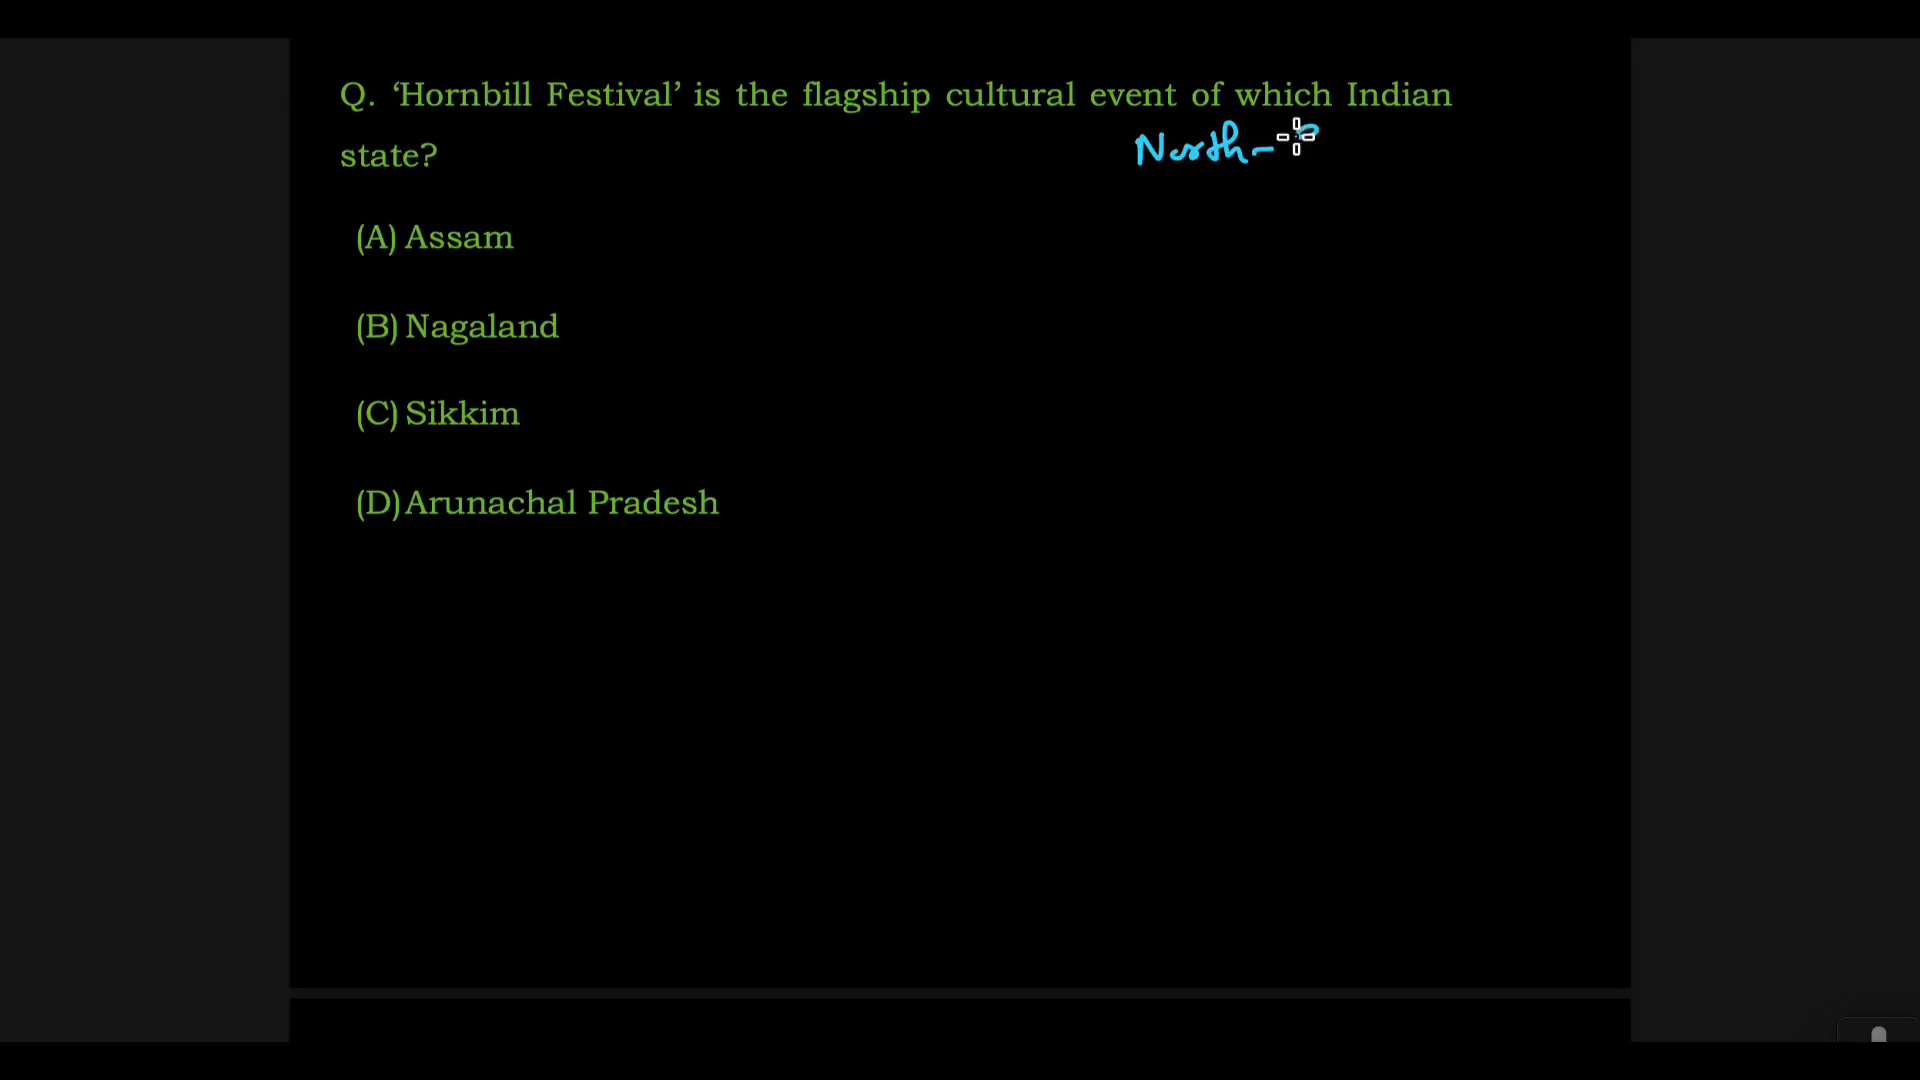 Q. ‘Hornbill Festival’ is the flagship cultural event of which Indian
state?
North-
(A) Assam
(B) Nagaland
(C) Sikkim
(D) Arunachal Pradesh